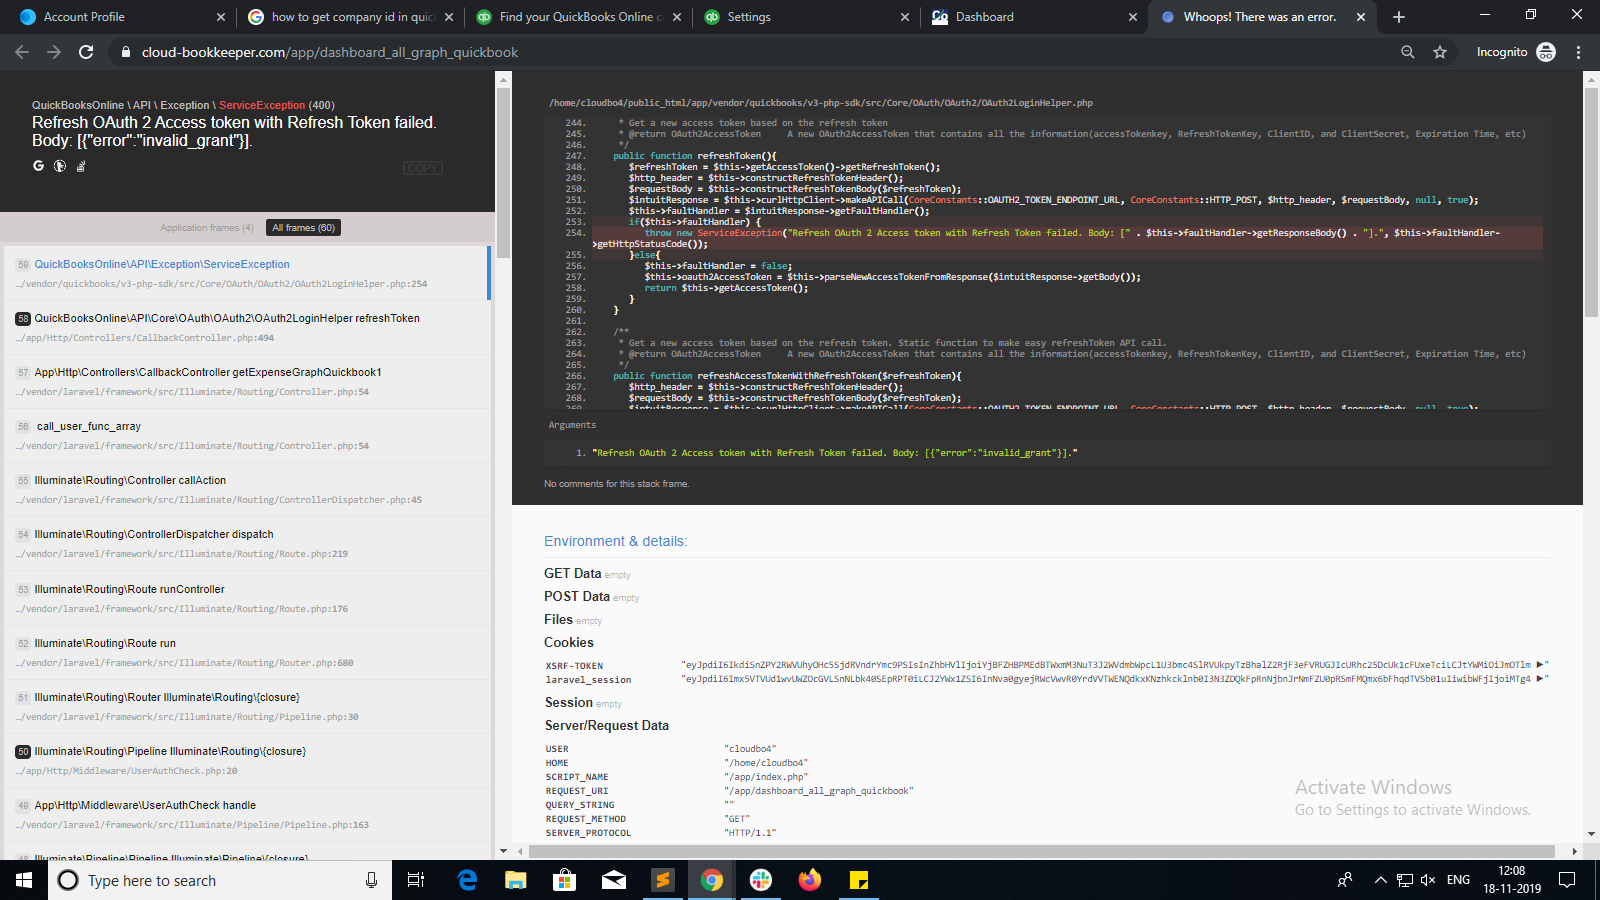 Account Profile
how to get company id in quic
Find your QuickBooks Online c
Settings
Dashboard
Whoops! There was an error.
cloud-bookkeeper.com/app/dashboard_all_graph_quickbook
Incognito
QuickBooksOnline \ API \ Exception \ ServiceException (400)
Refresh OAuth 2 Access token with Refresh Token failed.
Body: [{"error":"invalid_grant"}].
COPY
Application frames (4)
All frames (60)
59 QuickBooksOnline\API\Exception\ServiceException
…/vendor/quickbooks/v3-php-sdk/src/Core/OAuth/OAuth2/OAuth2LoginHelper.php:254
58 QuickBooksOnline\API\Core\OAuth\OAuth2\OAuth2LoginHelper refreshToken
…/app/Http/Controllers/CallbackController.php:494
57 App\Http\Controllers\CallbackController getExpenseGraphQuickbook1
…/vendor/laravel/framework/src/Illuminate/Routing/Controller.php:54
56 call_user_func_array
…/vendor/laravel/framework/src/Illuminate/Routing/Controller.php:54
55 Illuminate\Routing\Controller callAction
…/vendor/laravel/framework/src/Illuminate/Routing/ControllerDispatcher.php:45
54 Illuminate\Routing\ControllerDispatcher dispatch
…/vendor/laravel/framework/src/Illuminate/Routing/Route.php:219
53 Illuminate\Routing\Route runController
…/vendor/laravel/framework/src/Illuminate/Routing/Route.php:176
52 Illuminate\Routing\Route run
…/vendor/laravel/framework/src/Illuminate/Routing/Router.php:680
51 Illuminate\Routing\Router Illuminate\Routing\{closure}
…/vendor/laravel/framework/src/Illuminate/Routing/Pipeline.php:30
50 Illuminate\Routing\Pipeline Illuminate\Routing\{closure}
…/app/Http/Middleware/UserAuthCheck.php:20
49 App\Http\Middleware\UserAuthCheck handle
…/vendor/laravel/framework/src/Illuminate/Pipeline/Pipeline.php:163
48 Illuminate\Pipeline\Pipeline Illuminate\Pipeline\{closure}
/home/cloudbo4/public_html/app/vendor/quickbooks/v3-php-sdk/src/Core/OAuth/OAuth2/OAuth2LoginHelper.php
244. * Get a new access token based on the refresh token
245. * @return OAuth2AccessToken A new OAuth2AccessToken that contains all the information(accessTokenkey, RefreshTokenKey, ClientID, and ClientSecret, Expiration Time, etc)
246. */
247. public function refreshToken(){
248. $refreshToken = $this->getAccessToken()->getRefreshToken();
249. $http_header = $this->constructRefreshTokenHeader();
250. $requestBody = $this->constructRefreshTokenBody($refreshToken);
251. $intuitResponse = $this->curlHttpClient->makeAPICall(CoreConstants::OAUTH2_TOKEN_ENDPOINT_URL, CoreConstants::HTTP_POST, $http_header, $requestBody, null, true);
252. $this->faultHandler = $intuitResponse->getFaultHandler();
253. if($this->faultHandler) {
254. throw new ServiceException("Refresh OAuth 2 Access token with Refresh Token failed. Body: [" . $this->faultHandler->getResponseBody() . "].", $this->faultHandler-
>getHttpStatusCode());
255. }else{
256. $this->faultHandler = false;
257. $this->oauth2AccessToken = $this->parseNewAccessTokenFromResponse($intuitResponse->getBody());
258. return $this->getAccessToken();
259. }
260. }
261.
262. /**
263. * Get a new access token based on the refresh token. Static function to make easy refreshToken API call.
264. * @return OAuth2AccessToken A new OAuth2AccessToken that contains all the information(accessTokenkey, RefreshTokenKey, ClientID, and ClientSecret, Expiration Time, etc)
265. */
266. public function refreshAccessTokenWithRefreshToken($refreshToken){
267. $http_header = $this->constructRefreshTokenHeader();
268. $requestBody = $this->constructRefreshTokenBody($refreshToken);
269. $intuitResponse = $this->curlHttpClient->makeAPICall(CoreConstants::OAUTH2_TOKEN_ENDPOINT_URL, CoreConstants::HTTP_POST, $http_header, $requestBody, null, true);
Arguments
1. "Refresh OAuth 2 Access token with Refresh Token failed. Body: [{"error":"invalid_grant"}]."
No comments for this stack frame.
Environment & details:
GET Data empty
POST Data empty
Files empty
Cookies
XSRF-TOKEN
laravel_session
Session empty
Server/Request Data
USER "cloudbo4"
HOME "/home/cloudbo4"
SCRIPT_NAME "/app/index.php"
REQUEST_URI "/app/dashboard_all_graph_quickbook"
QUERY_STRING ""
REQUEST_METHOD "GET"
SERVER_PROTOCOL "HTTP/1.1"
Activate Windows
Go to Settings to activate Windows.
Type here to search
ENG
12:08
18-11-2019